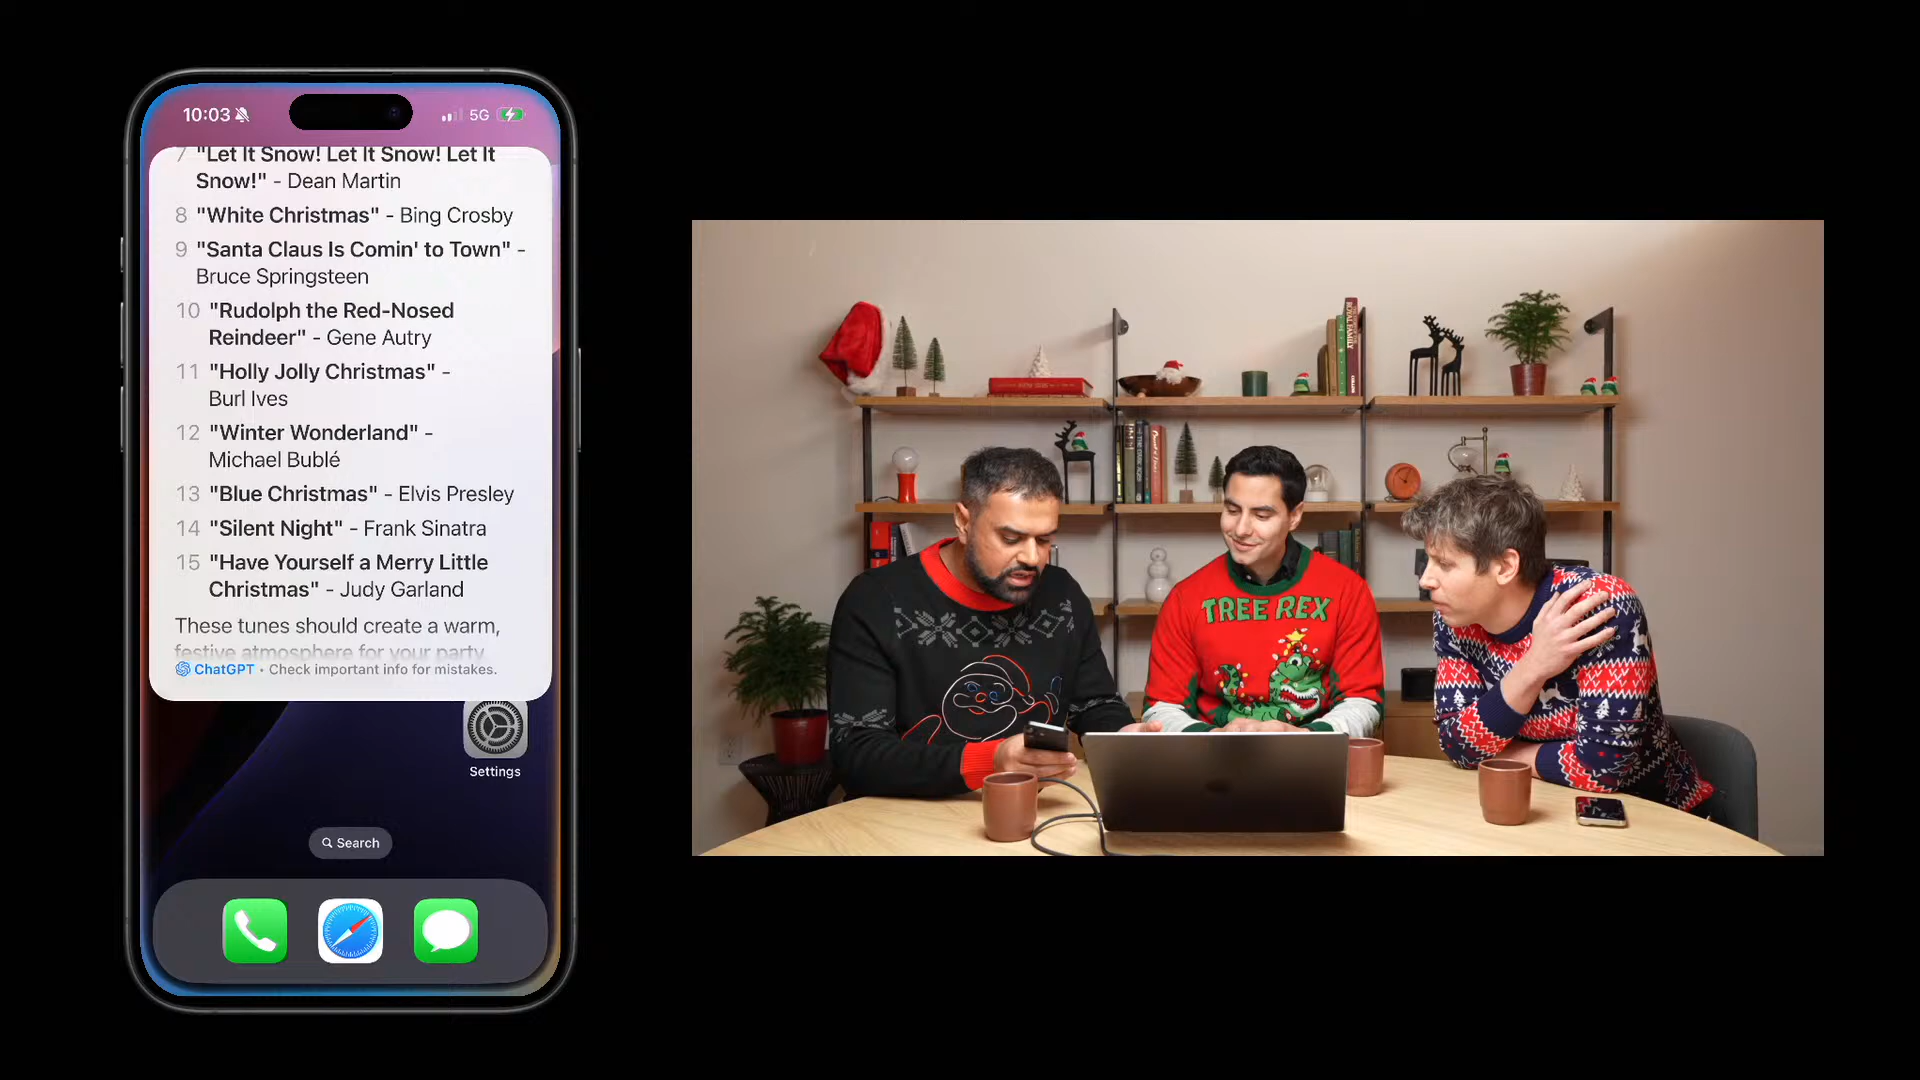 10:03
5G
7 "Let It Snow! Let It Snow! Let It
Snow!" - Dean Martin
8 "White Christmas" - Bing Crosby
9 "Santa Claus Is Comin' to Town" -
Bruce Springsteen
10 "Rudolph the Red-Nosed
Reindeer" - Gene Autry
11 "Holly Jolly Christmas" -
Burl Ives
12 "Winter Wonderland" -
Michael Bublé
13 "Blue Christmas" - Elvis Presley
14 "Silent Night" - Frank Sinatra
15 "Have Yourself a Merry Little
Christmas" - Judy Garland
These tunes should create a warm,
festive atmosphere for your party
ChatGPT • Check important info for mistakes.
Settings
Search
ROYAL FAMILY
TREE REX